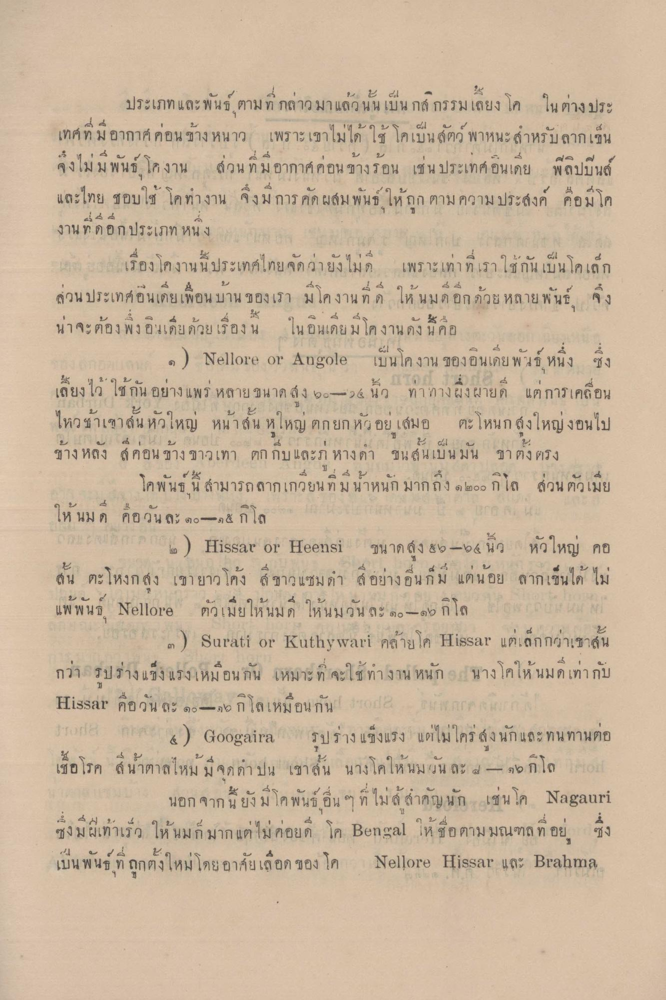 ประเภทและพันธุ์ตามที่กล่าวมาแล้วนั้นเป็นกสิกรรมเลี้ยงโค ในต่างประ
เทศที่มีอากาศค่อนข้างหนาว เพราะเขาไม่ได้ใช้โคเป็นสัตว์พาหนะสำหรับลากเข็น
จึงไม่มีพันธุ์โคงาน ส่วนที่มีอากาศค่อนข้างร้อน เช่นประเทศอินเดีย ฟีลิปปีนส์
และไทย ชอบใช้โคทำงาน จึงมีการคัดผสมพันธุ์ให้ถูกตามความประสงค์ คือมีโค
งานที่ดีอีกประเภทหนึ่ง
เรื่องโคงานนี้ประเทศไทยจัดว่ายังไม่ดี เพราะเท่าที่เราใช้กันเป็นโคเล็ก
ส่วนประเทศอินเดียเพื่อนบ้านของเรา มีโคงานที่ดี ให้นมดีอีกด้วยหลายพันธุ์ จึง
น่าจะต้องพึ่งอินเดียด้วยเรื่องนี้ ในอินเดียมีโคงานดังนี้คือ
๑) Nellore or Angole เป็นโคงานของอินเดียพันธุ์หนึ่ง ซึ่ง
เลี้ยงไว้ใช้กันอย่างแพร่หลายขนาดสูง ๖๐—๗๔ นิ้ว ท่าทางผึ่งผายดี แต่การเคลื่อน
ไหวช้าเขาสั้นหัวใหญ่ หน้าสั้น หูใหญ่ตกยกหัวอยู่เสมอ ตะโหนกสูงใหญ่งอนไป
ข้างหลัง สีค่อนข้างขาวเทา ตกกีบและภู่หางดำ ขนสั้นเป็นมัน ขาตั้งตรง
โคพันธุ์นี้สามารถลากเกวียนที่มีน้ำหนักมากถึง ๑๒๐๐ กิโล ส่วนตัวเมีย
ให้นมดี คือวันละ ๑๐—๑๕ กิโล
๒) Hissar or Heensi ขนาดสูง ๕๖—๖๔ นิ้ว หัวใหญ่ คอ
สั้น ตะโหงกสูง เขายาวโค้ง สีขาวแซมดำ สีอย่างอื่นก็มี แต่น้อย ลากเข็นได้ไม่
แพ้พันธุ์ Nellore ตัวเมียให้นมดี ให้นมวันละ ๑๐—๑๖ กิโล
๓) Surati or Kuthywari คล้ายโค Hissar แต่เล็กกว่าเขาสั้น
กว่า รูปร่างแข็งแรงเหมือนกัน เหมาะที่จะใช้ทำงานหนัก นางโคให้นมดีเท่ากับ
Hissar คือวันละ ๑๐—๑๖ กิโลเหมือนกัน
๔) Googaira รูปร่างแข็งแรง แต่ไม่ใคร่สูงนักและทนทานต่อ
เชื้อโรค สีน้ำตาลไหม้มีจุดดำปน เขาสั้น นางโคให้นมวันละ ๘ — ๑๖ กิโล
นอกจากนี้ยังมีโคพันธุ์อื่นๆที่ไม่สู้สำคัญนัก เช่นโค Nagauri
ซึ่งมีฝีเท้าเร็ว ให้นมก็มากแต่ไม่ค่อยดี โค Bengal ให้ชื่อตามมณฑลที่อยู่ ซึ่ง
เป็นพันธุ์ที่ถูกตั้งใหม่โดยอาศัยเลือดของโค Nellore Hissar และ Brahma